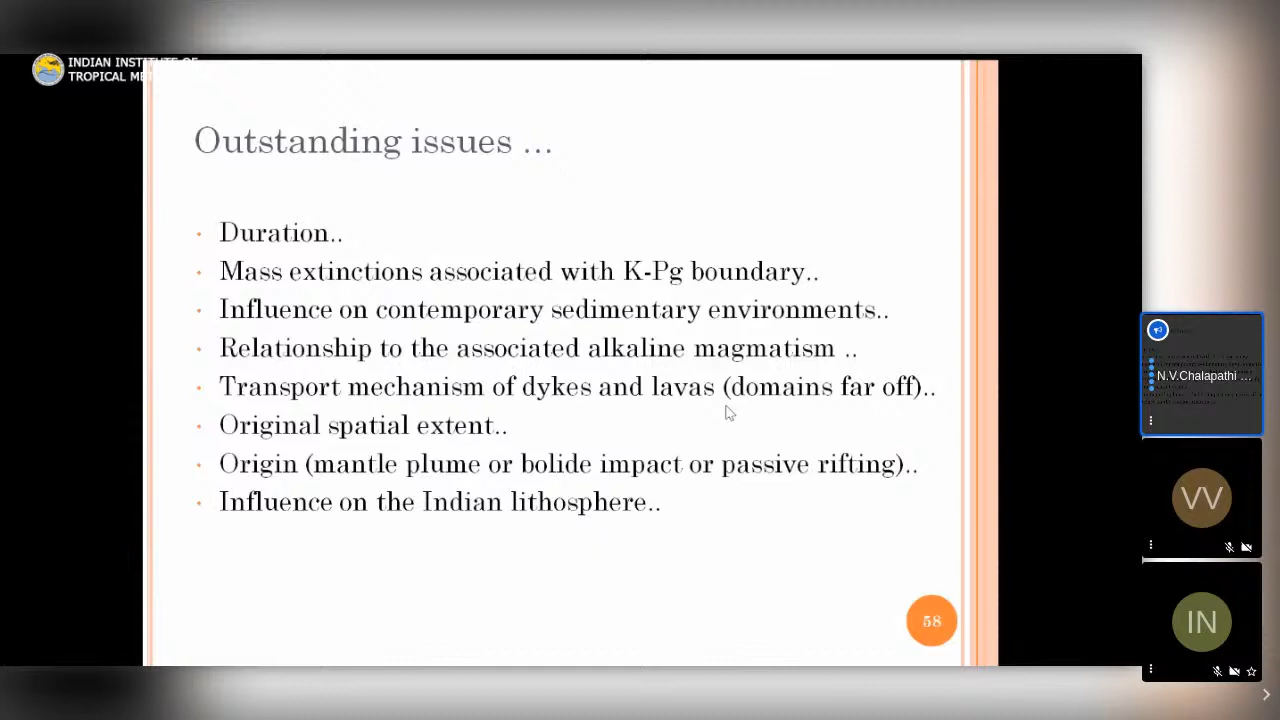 INDIAN INSTITUTE OF
TROPICAL
Outstanding issues ...
· Duration..
· Mass extinctions associated with K-Pg boundary..
· Influence on contemporary sedimentary environments..
· Relationship to the associated alkaline magmatism ..
· Transport mechanism of dykes and lavas (domains far off)..
· Original spatial extent..
· Origin (mantle plume or bolide impact or passive rifting)..
· Influence on the Indian lithosphere..
58
N.V.Chalapathi ...
VV
IN